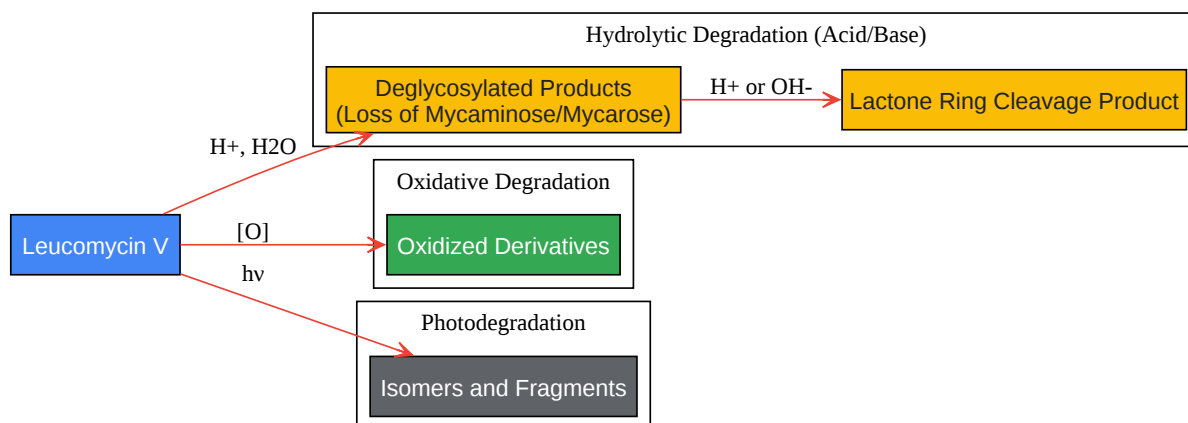 Hydrolytic Degradation (Acid/Base)
Deglycosylated Products
(Loss of Mycaminose/Mycarose)
H+ or OH-
Lactone Ring Cleavage Product
H+, H2O
Oxidative Degradation
Leucomycin V
[O]
Oxidized Derivatives
hν
Photodegradation
Isomers and Fragments